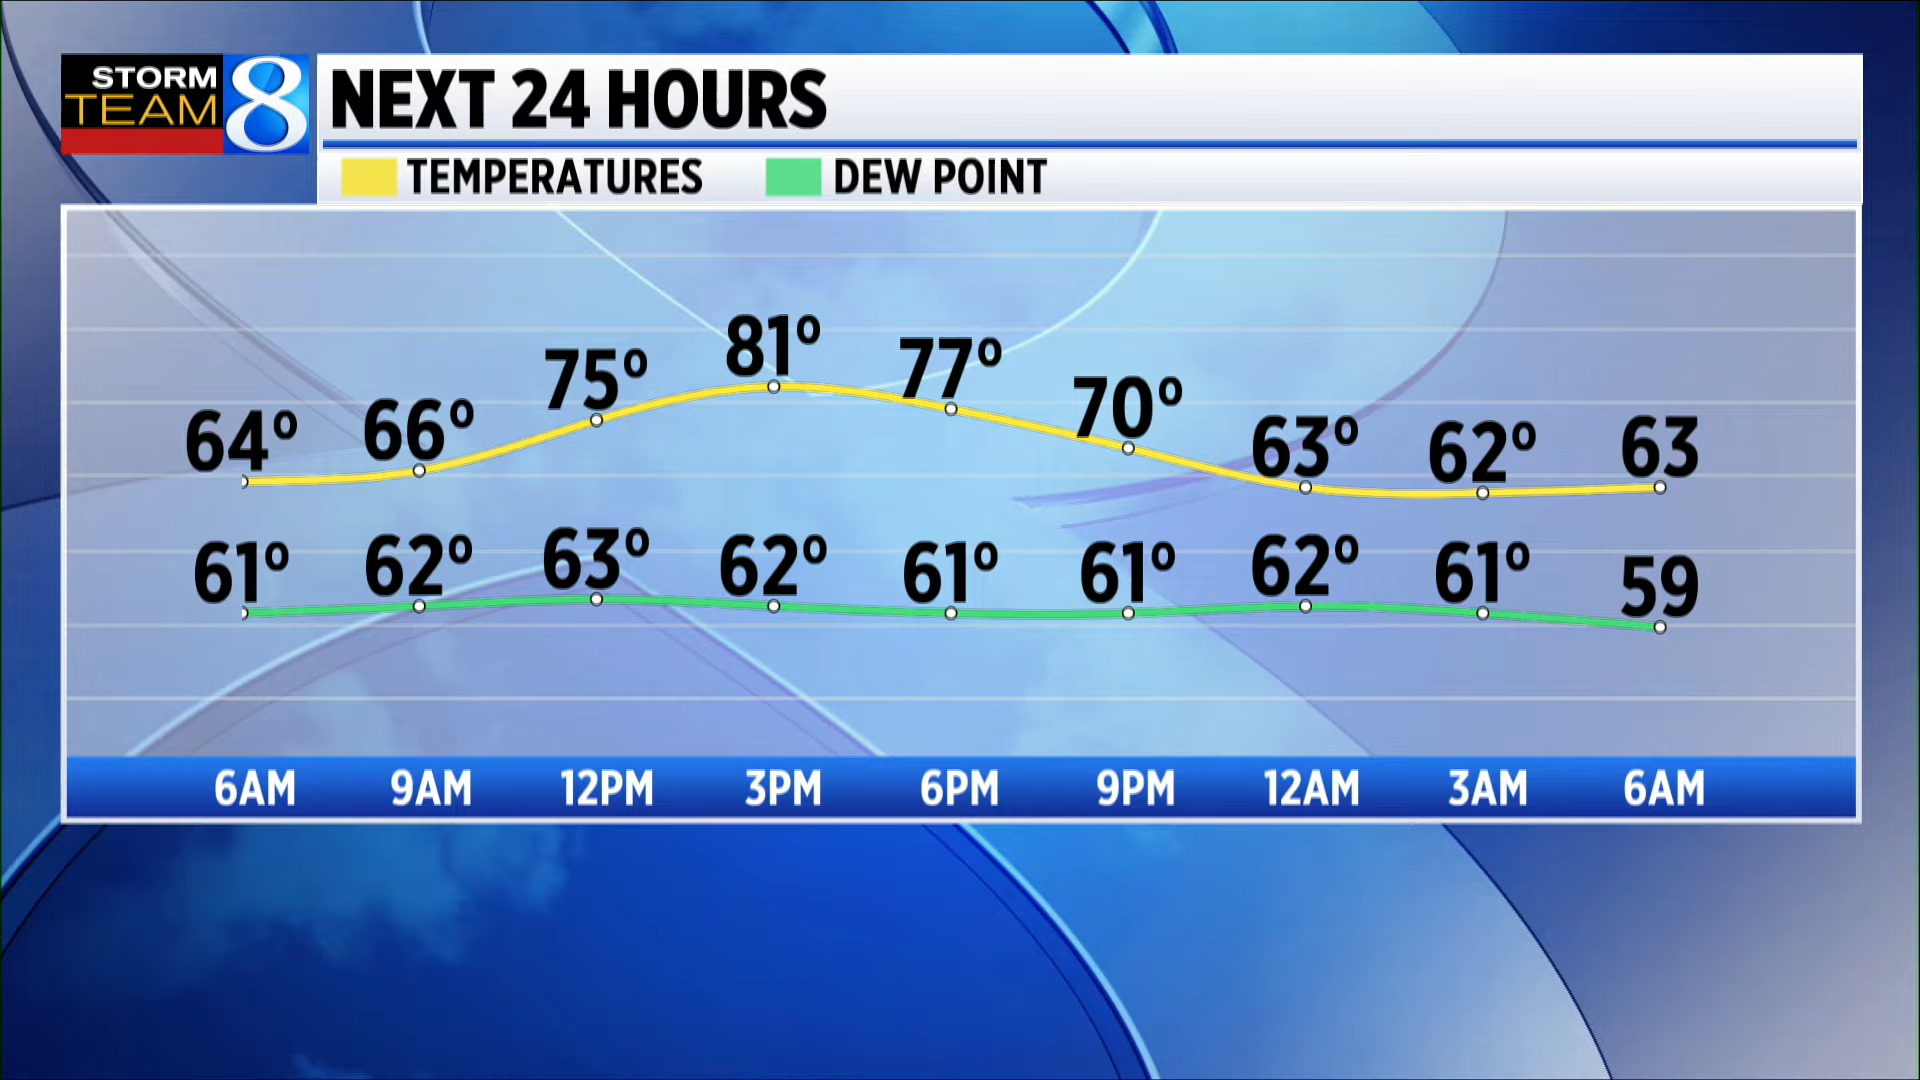 STORM
TEAM 8
NEXT 24 HOURS
TEMPERATURES DEW POINT
64° 66° 75° 81° 77° 70° 63° 62° 63
61° 62° 63° 62° 61° 61° 62° 61° 59
6AM 9AM 12PM 3PM 6PM 9PM 12AM 3AM 6AM